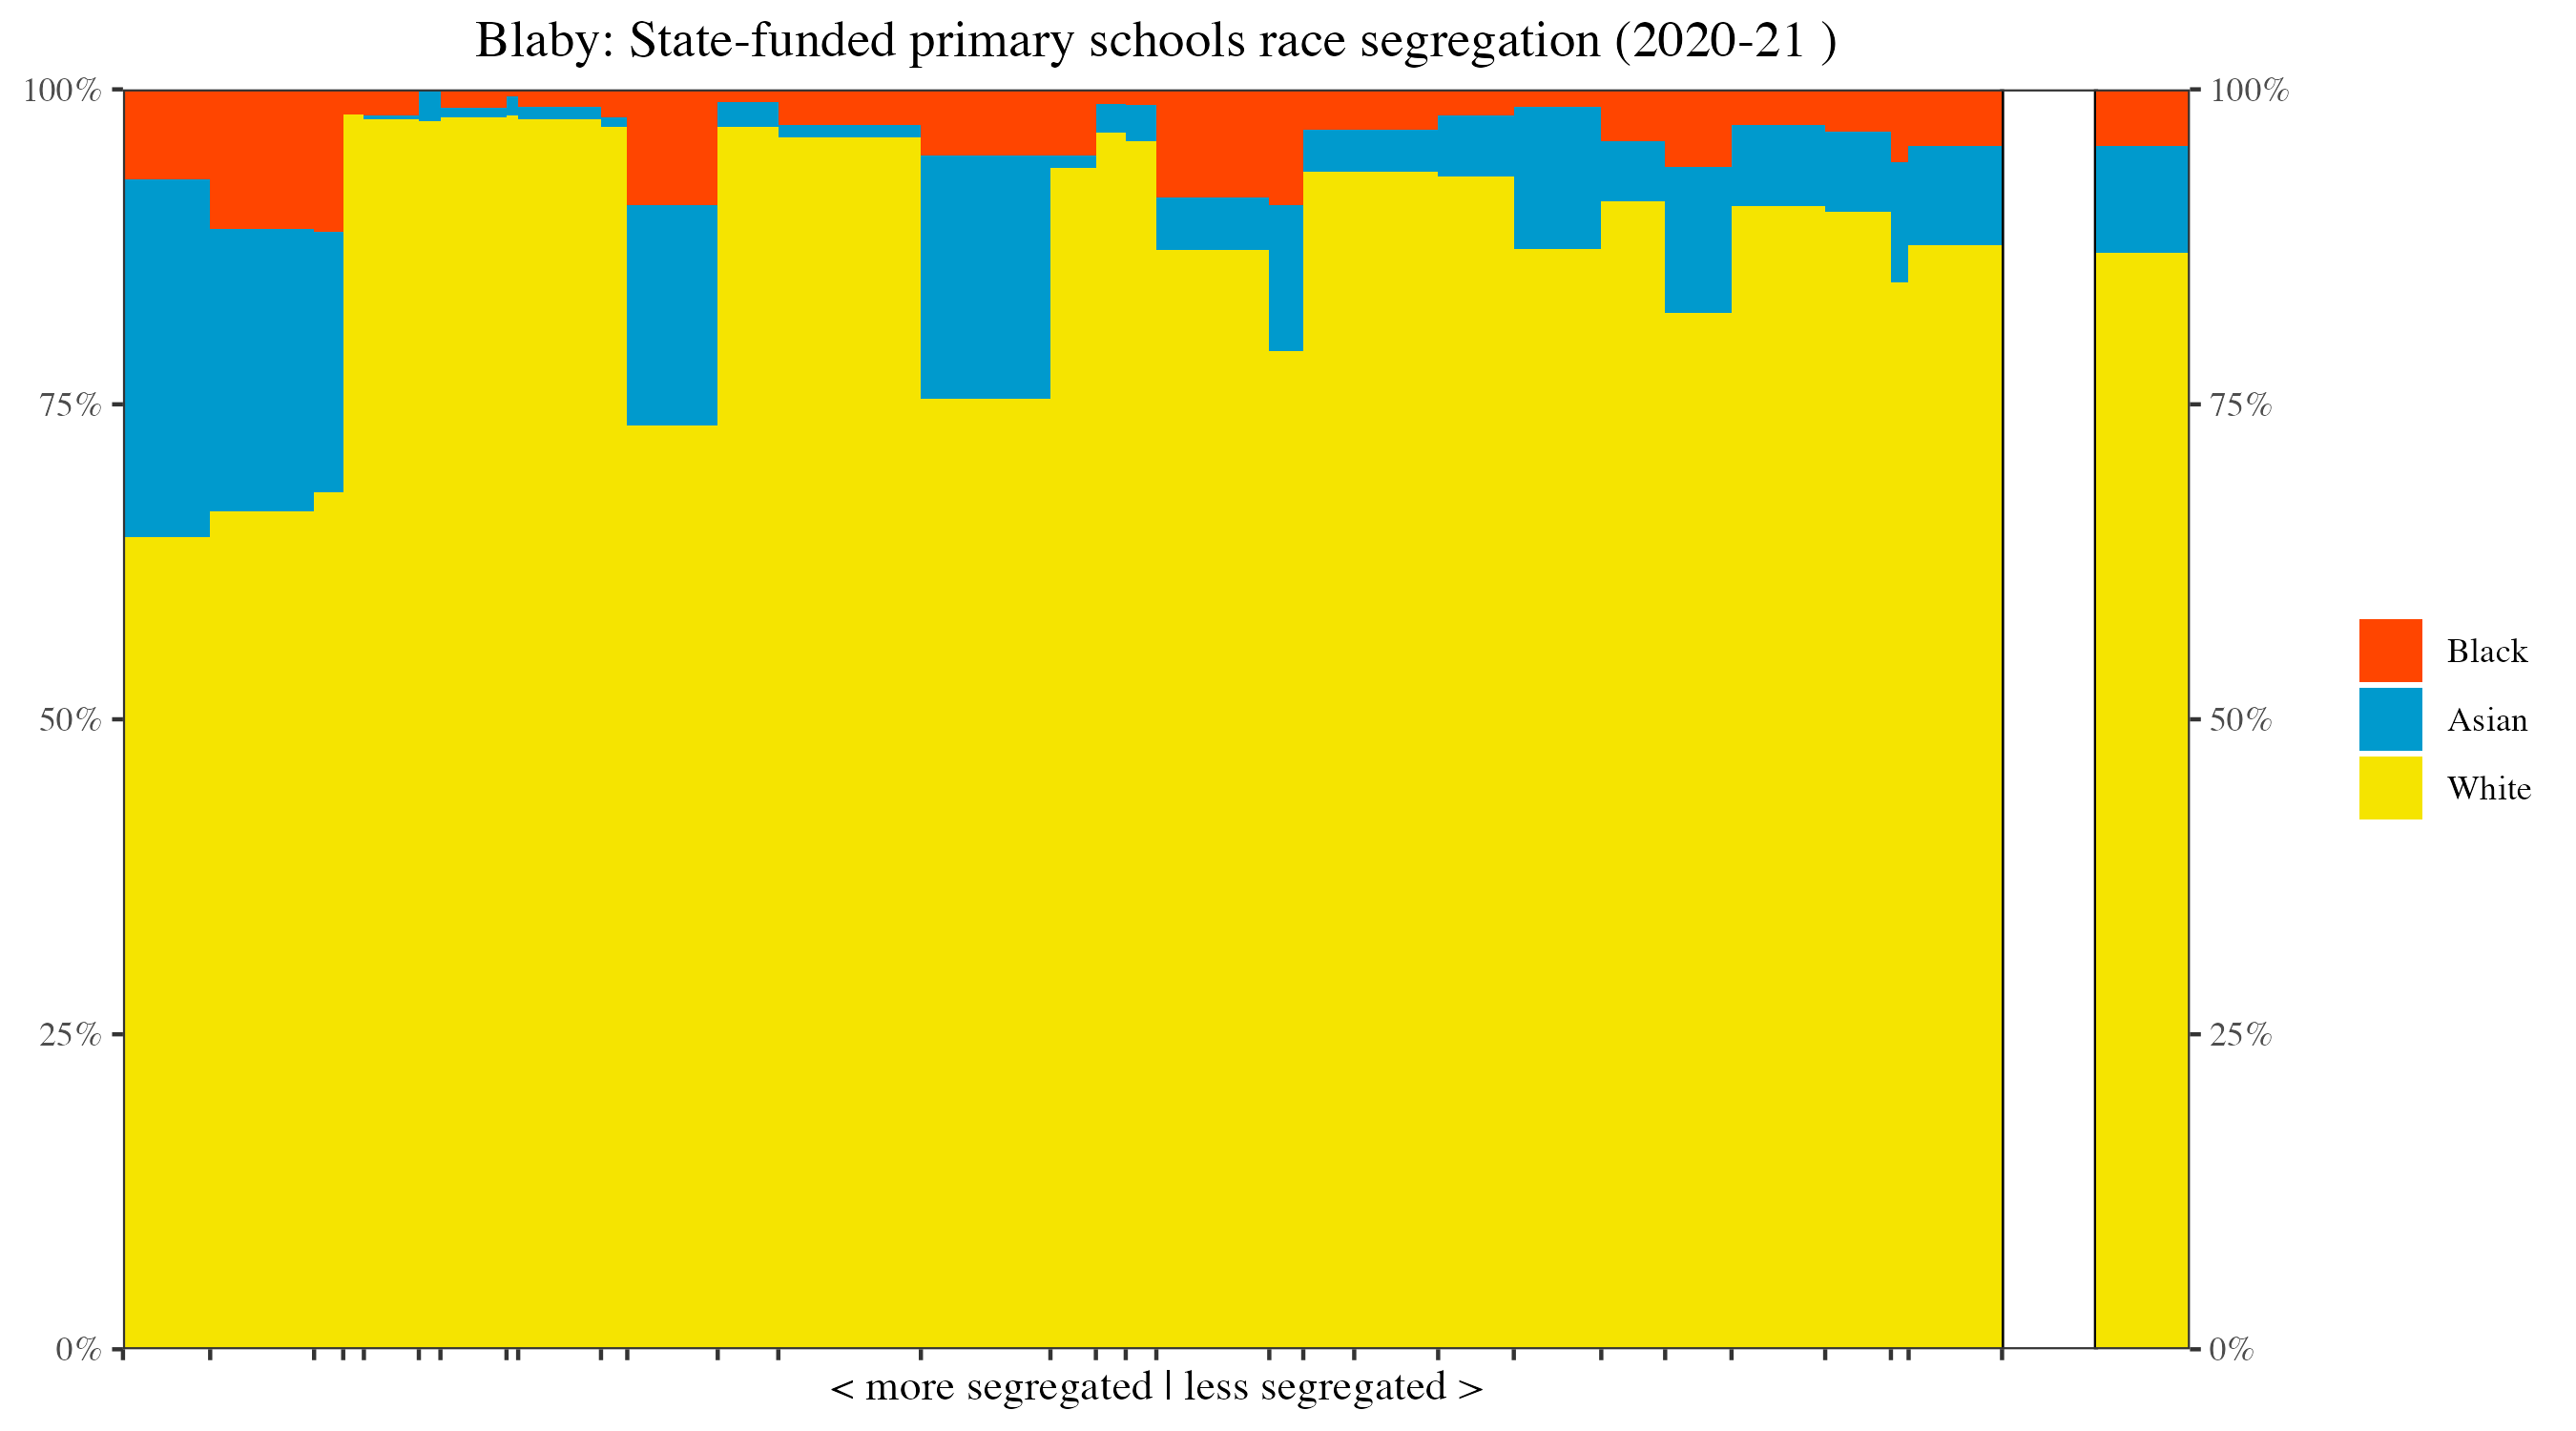 Blaby: State-funded primary schools race segregation (2020-21 )
100%
75%
50%
25%
0%
100%
75%
50%
25%
0%
Black
Asian
White
< more segregated | less segregated >